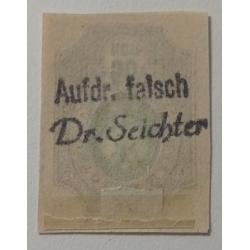 Aufdr. falsch
Dr. Seichter